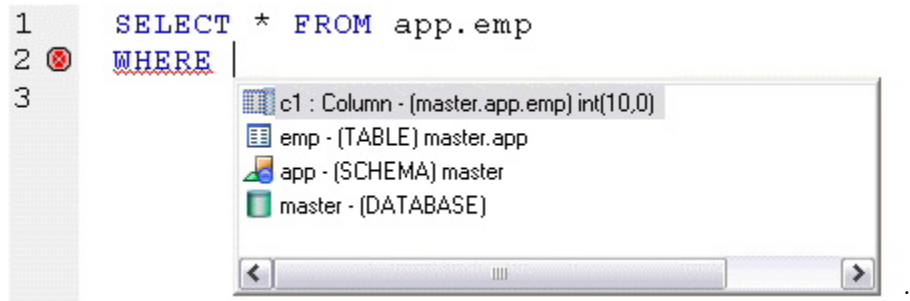 1 SELECT * FROM app.emp
2 WHERE
3
c1 : Column - (master.app.emp) int(10,0)
emp - (TABLE) master.app
app - (SCHEMA) master
master - (DATABASE)
.